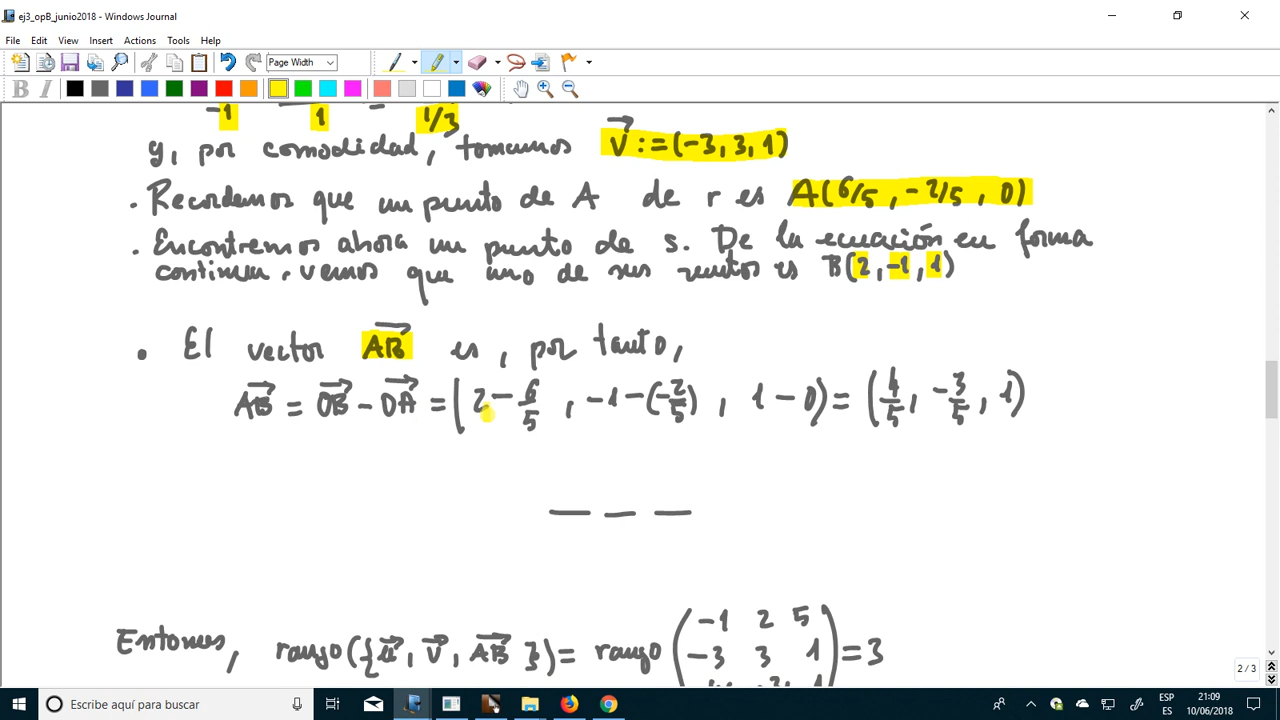 ej3_opB_junio2018 - Windows Journal
File Edit View Insert Actions Tools Help
Page Width
B I
-1 1 = 1/3
y, por comodidad, tomamos V:=(-3, 3, 1)
. Recordemos que un punto de A de r es A(6/5, -2/5, 0)
. Encontremos ahora un punto de s. De la ecuación en forma
continua, vemos que uno de sus puntos es B(2, -1, 1)
. El vector AB es, por tanto,
AB = OB - OA = (2 - 6/5, -1 - (-2/5), 1 - 0) = (4/5, -3/5, 1)
Entonces, rango({u, v, AB}) = rango (-1 2 5
-3 3 1) = 3
2 / 3
Escribe aquí para buscar
ESP
ES
21:09
10/06/2018